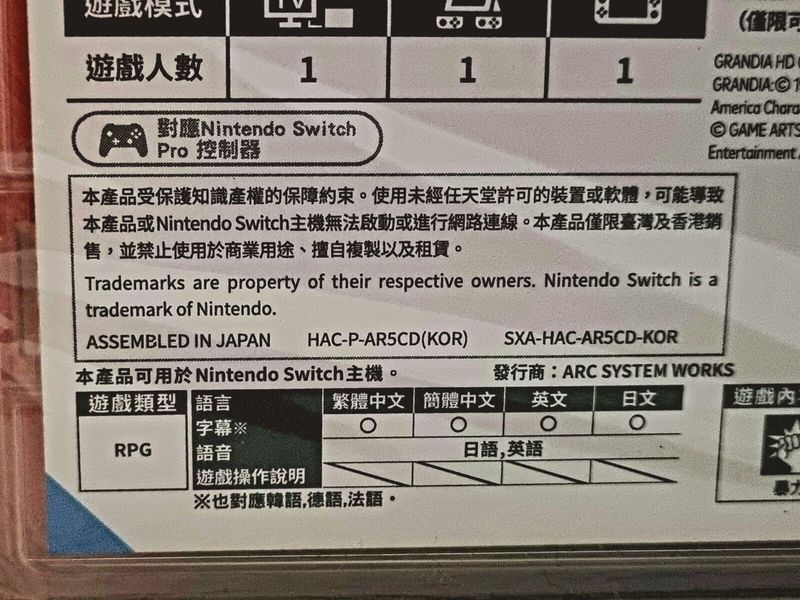 遊戲模式
TV
(僅限可
遊戲人數 1 1 1
GRANDIA HD
GRANDIA:© 1
America Chara
© GAME ARTS
Entertainment
對應Nintendo Switch
Pro 控制器
本產品受保護知識產權的保障約束。使用未經任天堂許可的裝置或軟體，可能導致
本產品或Nintendo Switch主機無法啟動或進行網路連線。本產品僅限臺灣及香港銷
售，並禁止使用於商業用途、擅自複製以及租賃。
Trademarks are property of their respective owners. Nintendo Switch is a
trademark of Nintendo.
ASSEMBLED IN JAPAN HAC-P-AR5CD(KOR) SXA-HAC-AR5CD-KOR
本產品可用於Nintendo Switch主機。 發行商：ARC SYSTEM WORKS
遊戲類型 語言 繁體中文 簡體中文 英文 日文
字幕※ ○ ○ ○ ○
RPG 語音 日語,英語
遊戲操作說明
※也對應韓語,德語,法語。
遊戲內
暴力